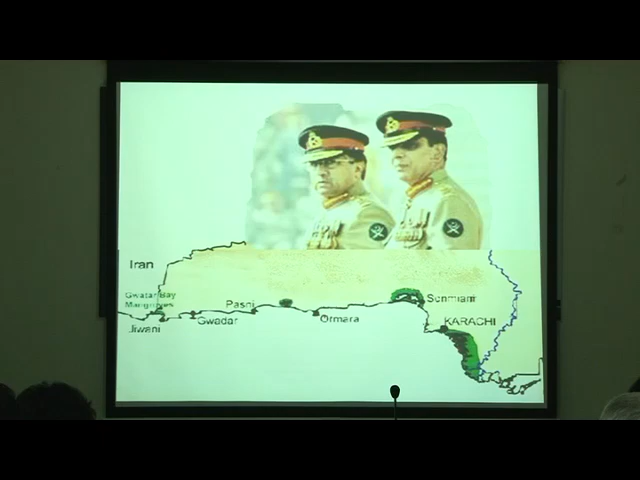 Iran
Gwatar Bay
Mangroves
Jiwani
Gwadar
Pasni
Ormara
Sonmiani
KARACHI